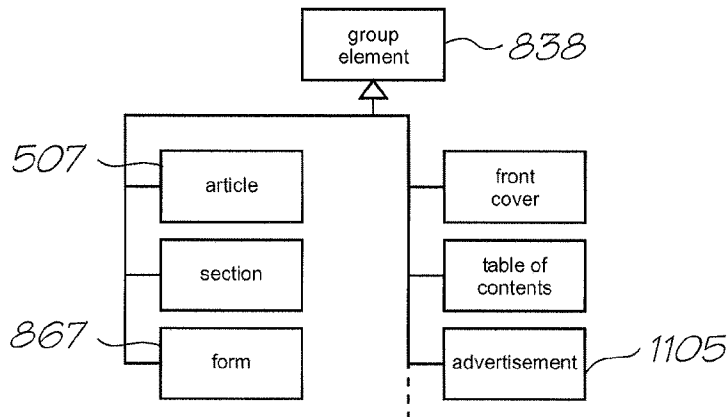 group
element
838
507
article
front
cover
section
table of
contents
867
form
advertisement
1105